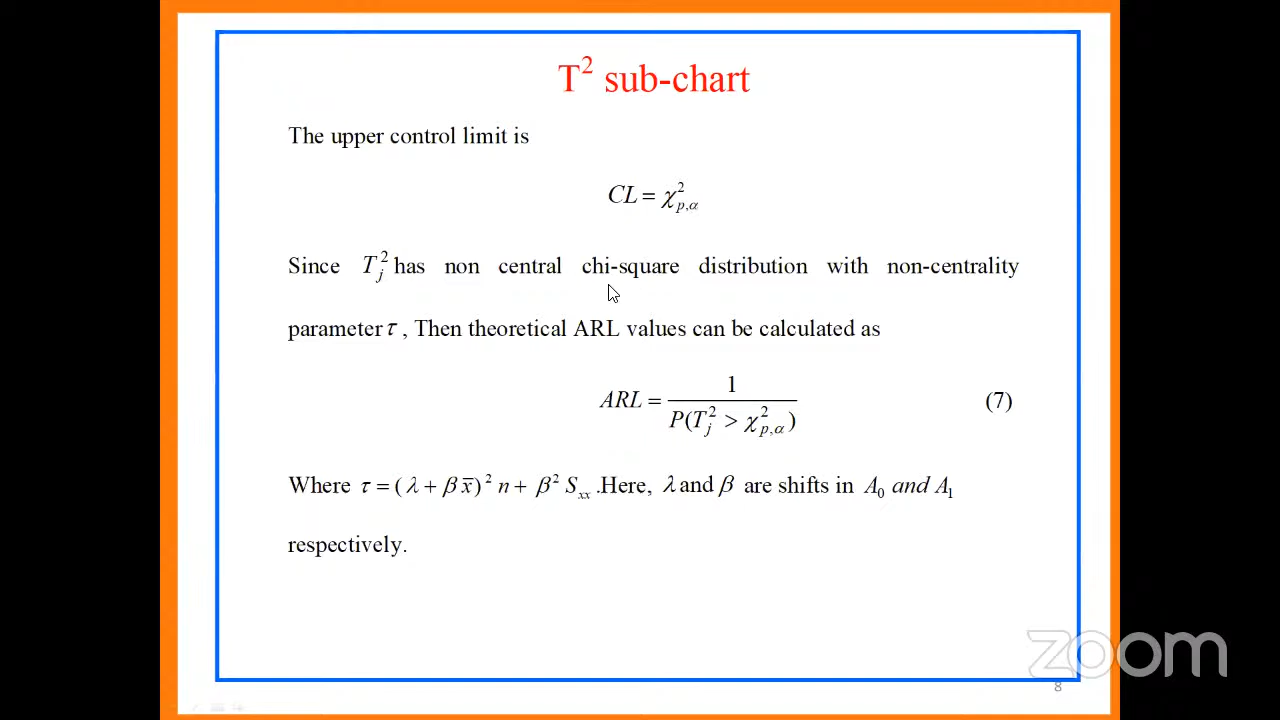 T² sub-chart
The upper control limit is
CL = χ²ₚ,α
Since T²ⱼ has non central chi-square distribution with non-centrality
parameter τ , Then theoretical ARL values can be calculated as
ARL = 1 / P(T²ⱼ > χ²ₚ,α) (7)
Where τ = (λ + β x̄)² n + β² Sₓₓ .Here, λ and β are shifts in A₀ and A₁
respectively.
zoom
8